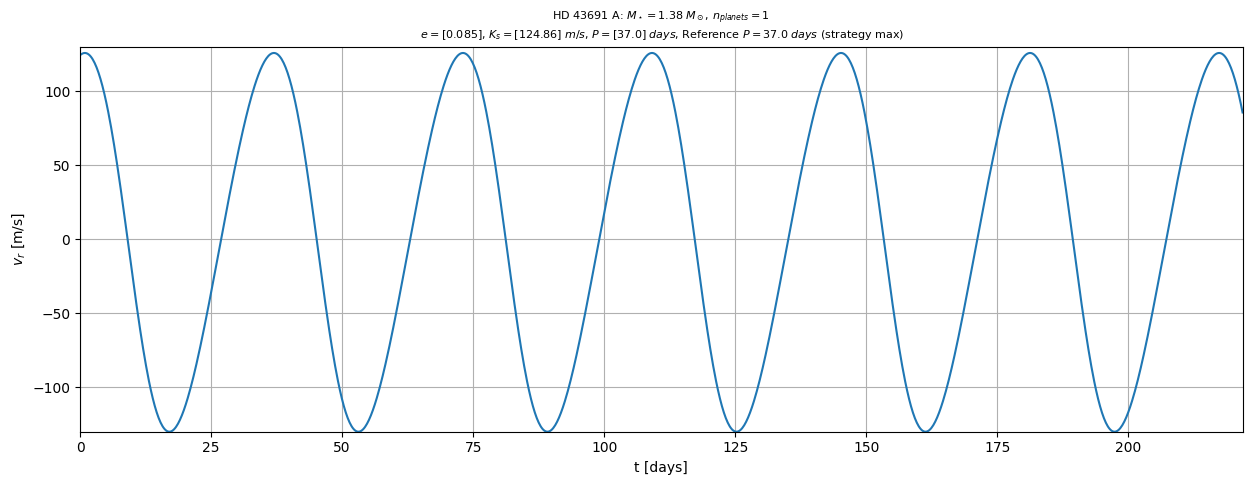 HD 43691 A: $M_\star = 1.38\ M_\odot$, $n_{planets} = 1$
$e = [0.085]$, $K_s = [124.86]\ m/s$, $P = [37.0]\ days$, Reference $P = 37.0\ days$ (strategy max)
100
50
0
−50
−100
$v_r$ [m/s]
0 25 50 75 100 125 150 175 200
t [days]